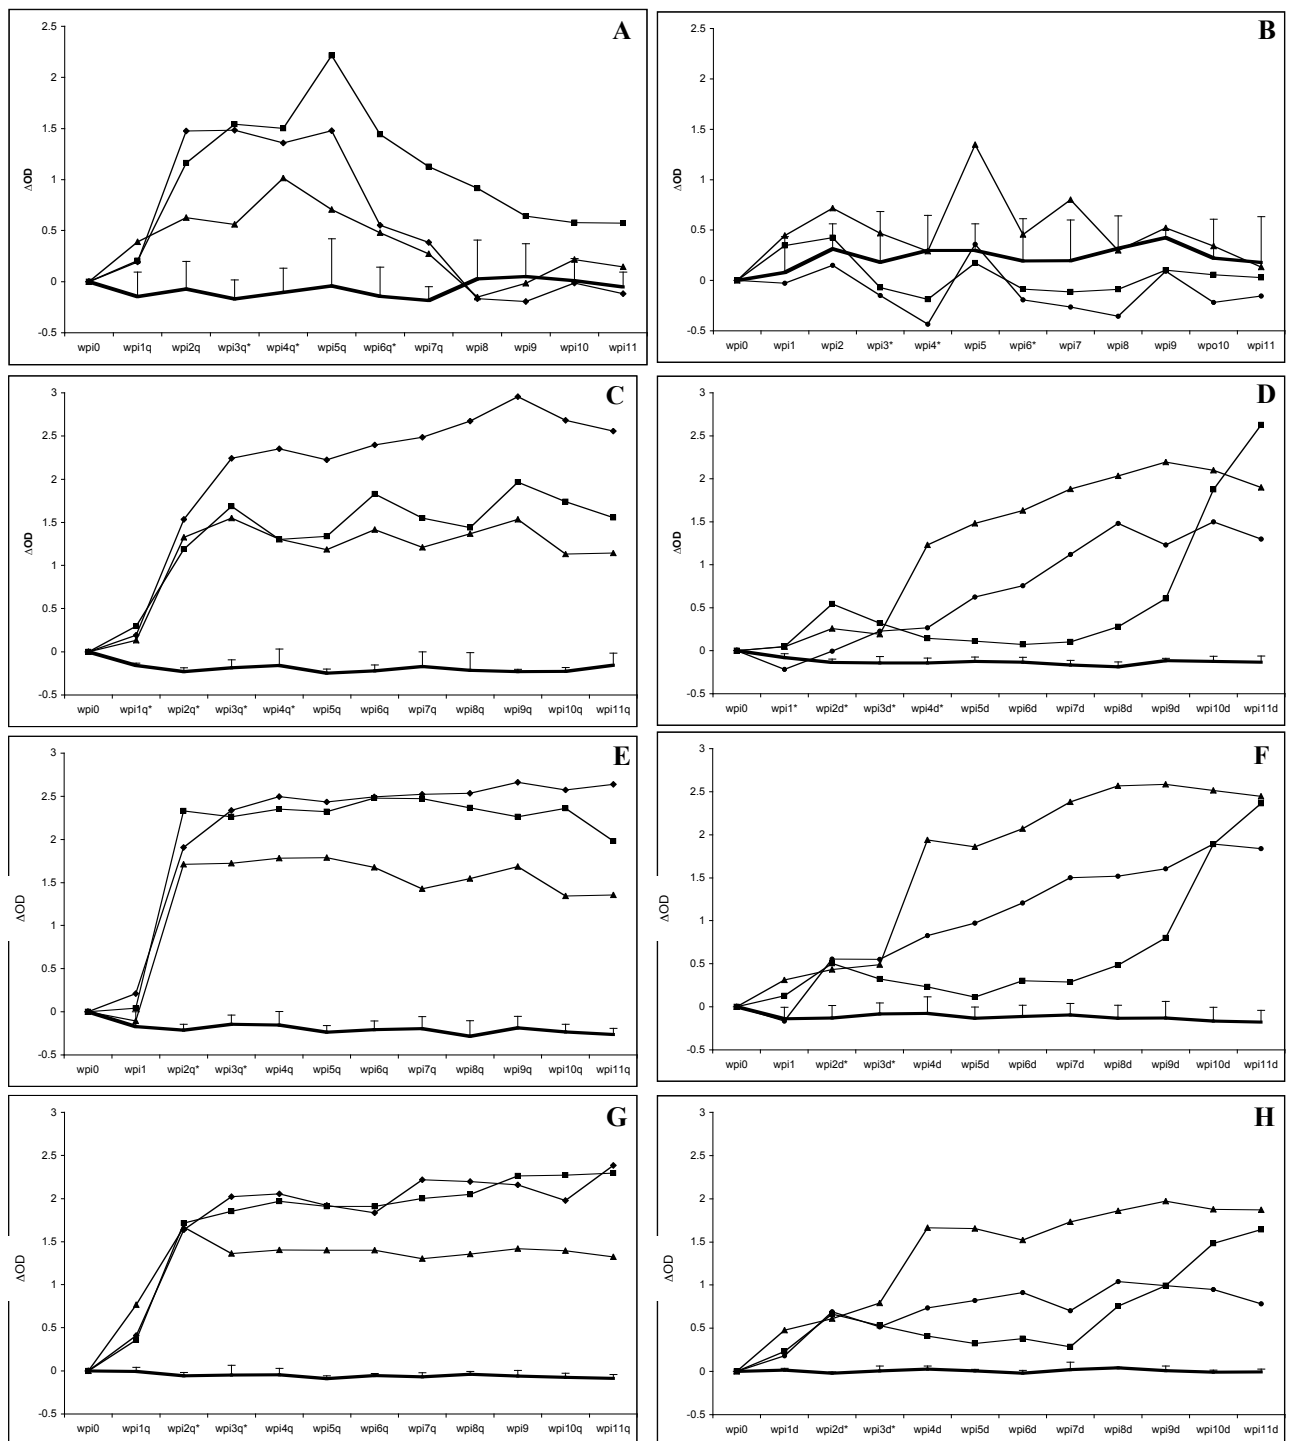 A
2.5
2
1.5
1
0.5
0
-0.5
ΔOD
wpi0 wpi1q wpi2q wpi3q* wpi4q* wpi5q wpi6q* wpi7q wpi8 wpi9 wpi10 wpi11
B
2.5
2
1.5
1
0.5
0
-0.5
ΔOD
wpi0 wpi1 wpi2 wpi3* wpi4* wpi5 wpi6* wpi7 wpi8 wpi9 wpo10 wpi11
C
3
2.5
2
1.5
1
0.5
0
-0.5
ΔOD
wpi0 wpi1q* wpi2q* wpi3q* wpi4q* wpi5q wpi6q wpi7q wpi8q wpi9q wpi10q wpi11q
D
3
2.5
2
1.5
1
0.5
0
-0.5
ΔOD
wpi0 wpi1* wpi2d* wpi3d* wpi4d* wpi5d wpi6d wpi7d wpi8d wpi9d wpi10d wpi11d
E
3
2.5
2
1.5
1
0.5
0
-0.5
ΔOD
wpi0 wpi1 wpi2q* wpi3q* wpi4q wpi5q wpi6q wpi7q wpi8q wpi9q wpi10q wpi11q
F
3
2.5
2
1.5
1
0.5
0
-0.5
ΔOD
wpi0 wpi1 wpi2d* wpi3d* wpi4d wpi5d wpi6d wpi7d wpi8d wpi9d wpi10d wpi11d
G
3
2.5
2
1.5
1
0.5
0
-0.5
ΔOD
wpi0 wpi1q wpi2q* wpi3q* wpi4q wpi5q wpi6q wpi7q wpi8q wpi9q wpi10q wpi11q
H
3
2.5
2
1.5
1
0.5
0
-0.5
ΔOD
wpi0 wpi1d wpi2d* wpi3d* wpi4d wpi5d wpi6d wpi7d wpi8d wpi9d wpi10d wpi11d